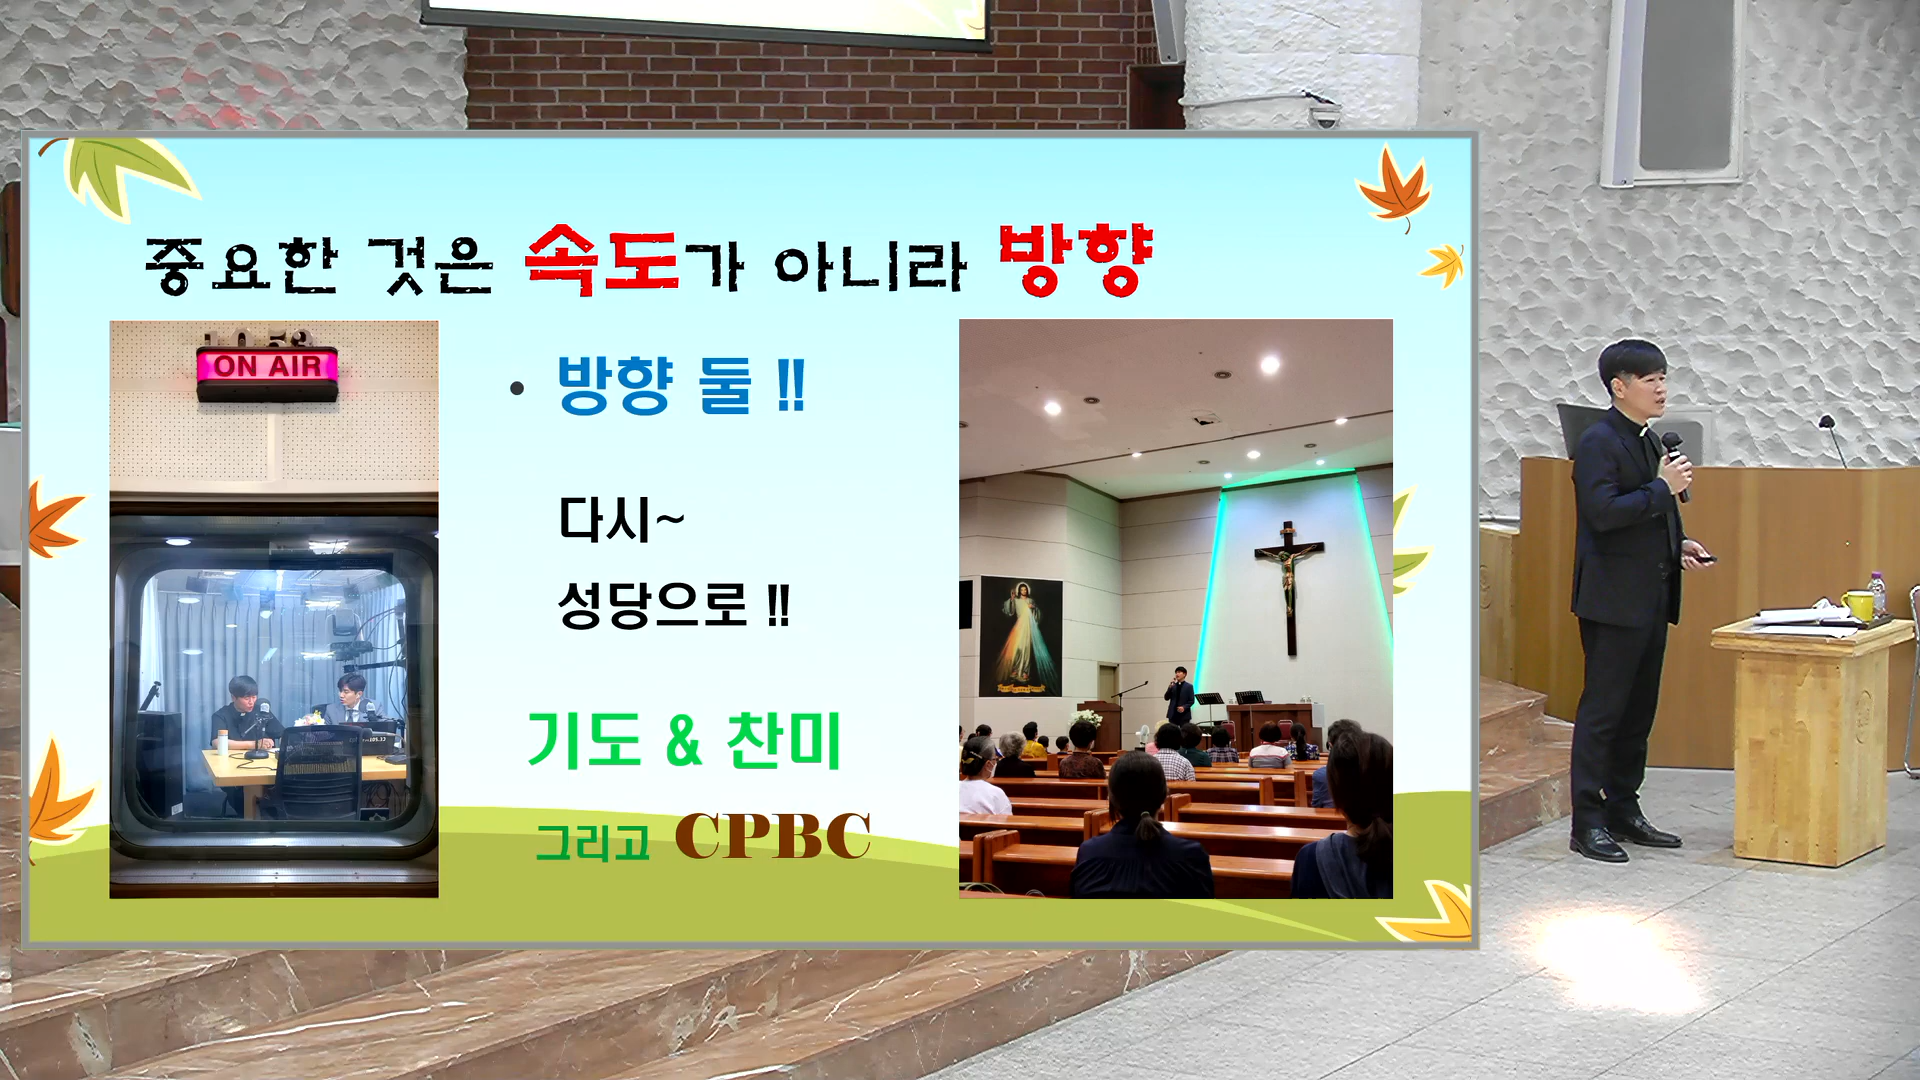 중요한 것은 속도가 아니라 방향
ON AIR
• 방향 둘 !!
다시~
성당으로 !!
기도 & 찬미
그리고 CPBC